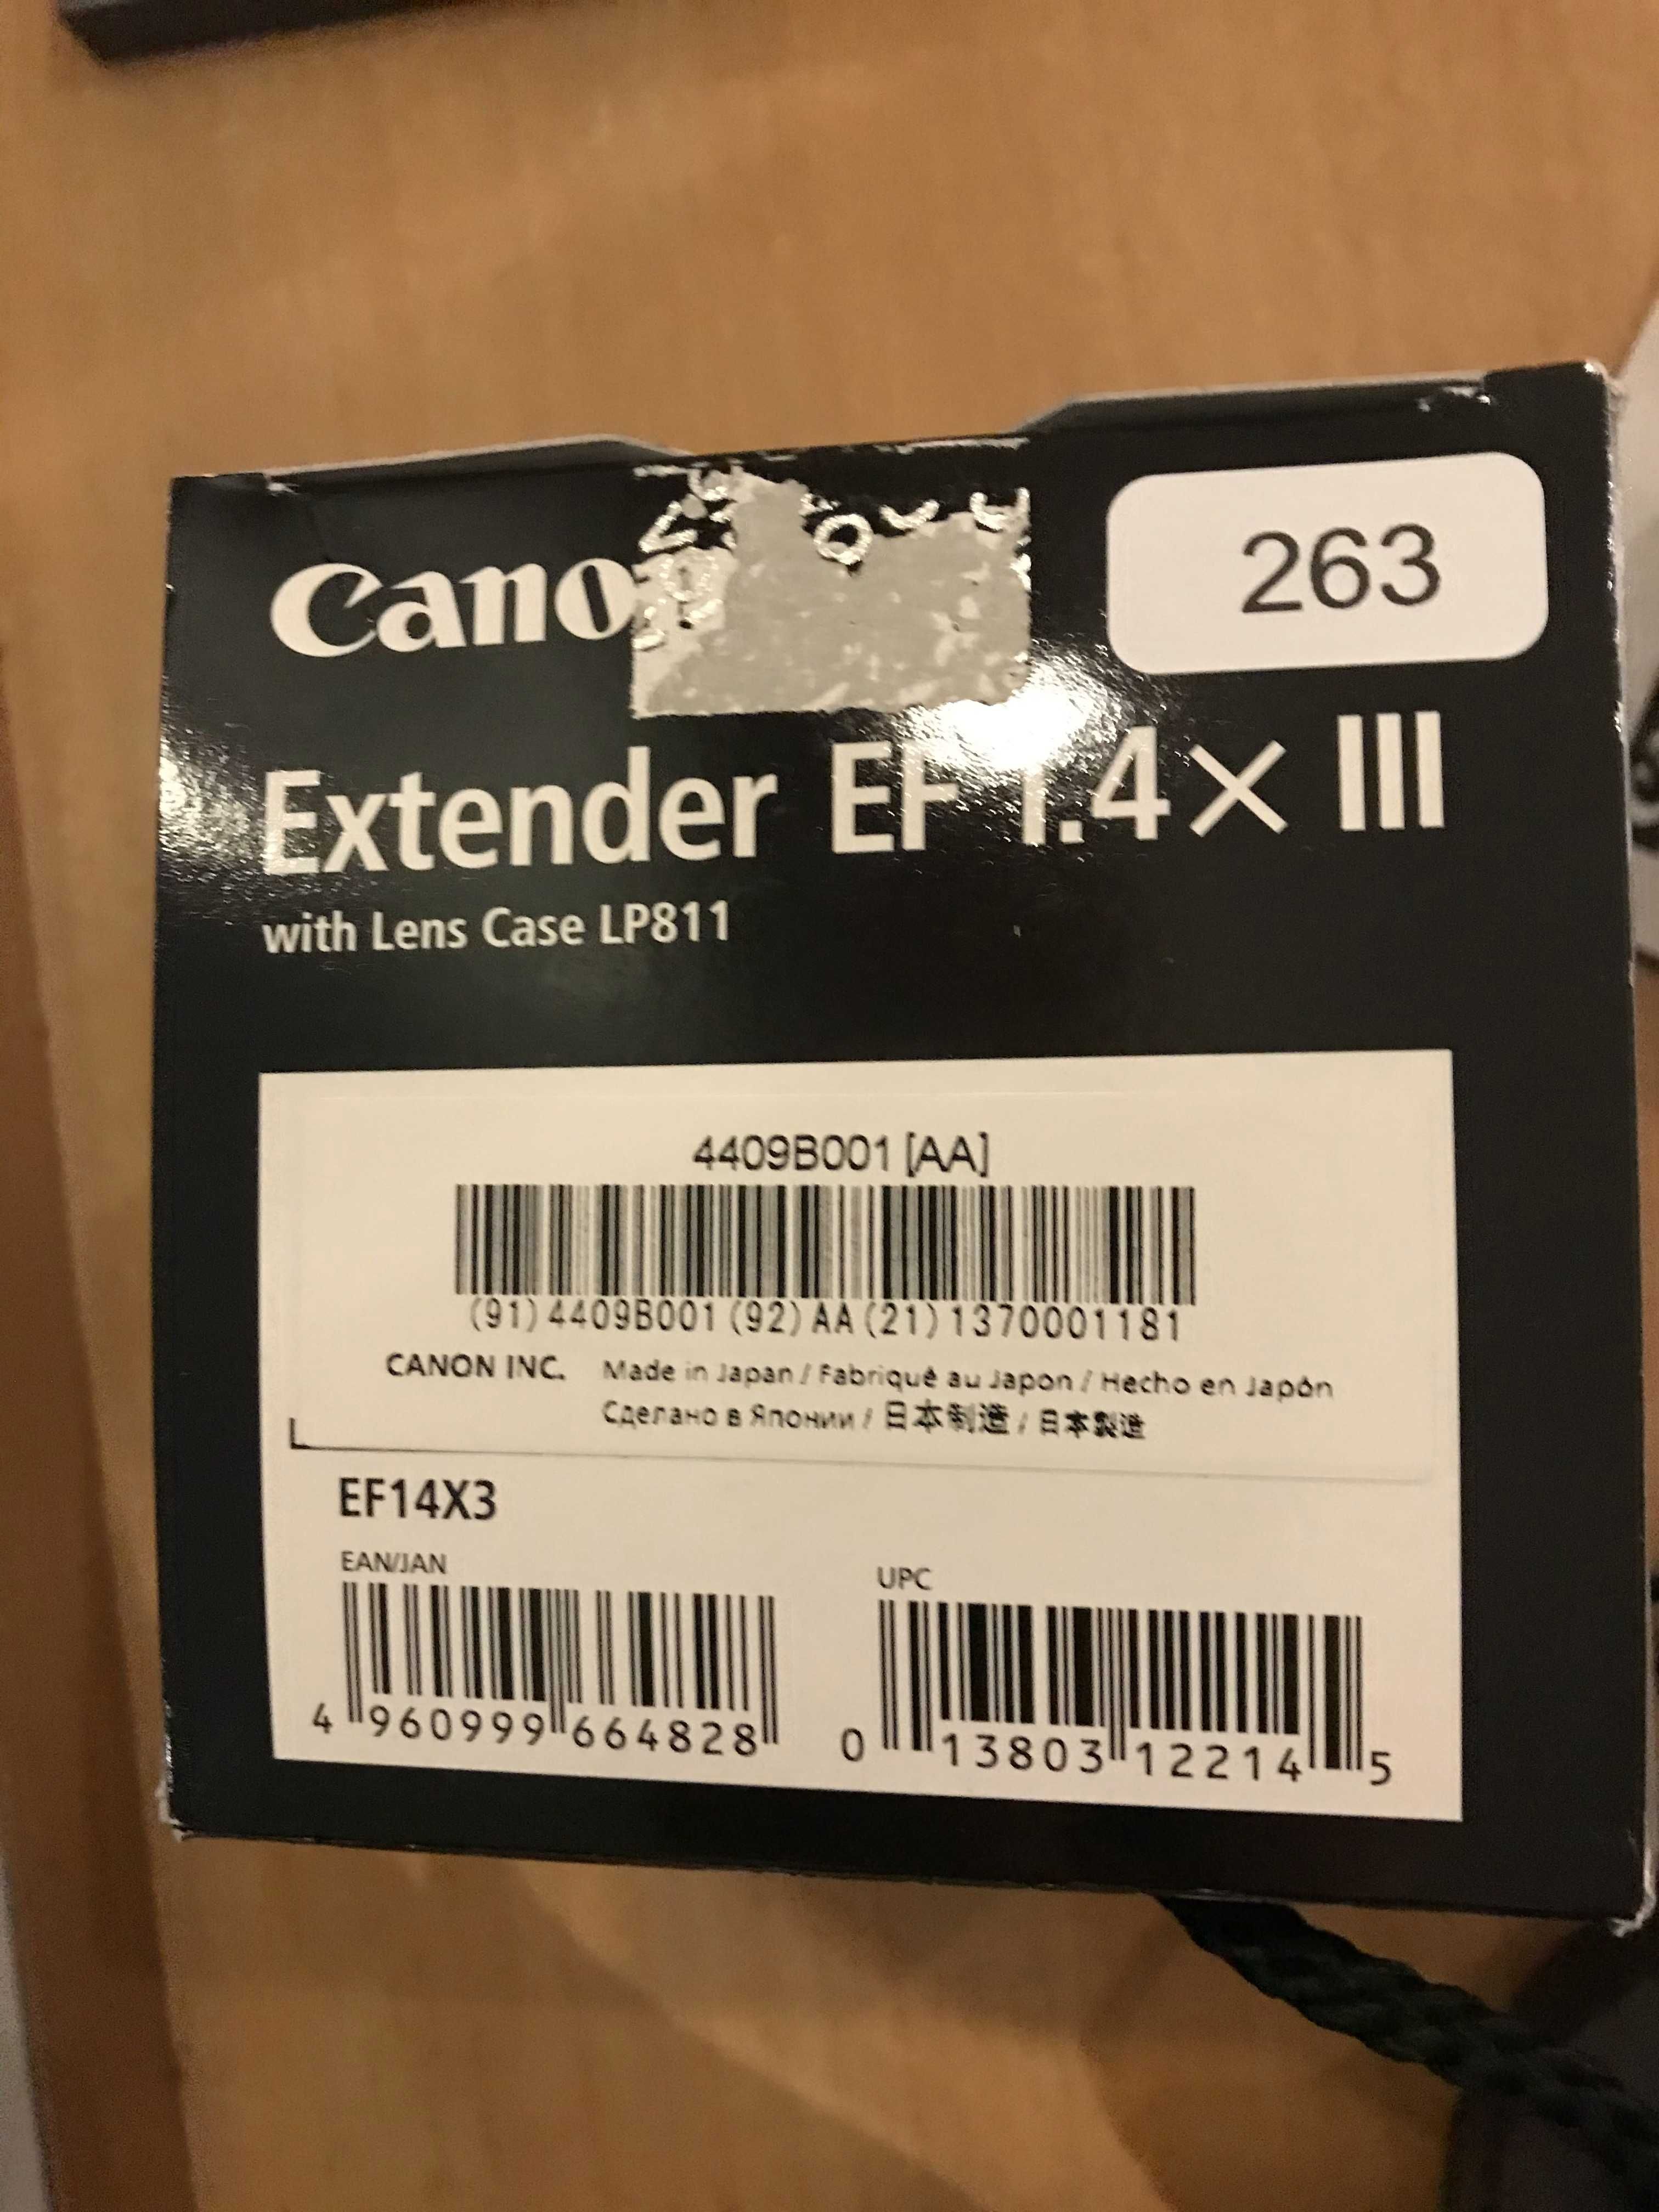 Canon
263
Extender EF 1.4× III
with Lens Case LP811
4409B001 [AA]
(91) 4409B001 (92) AA (21) 1370001181
CANON INC. Made in Japan / Fabriqué au Japon / Hecho en Japón
Сделано в Японии / 日本制造 / 日本製造
EF14X3
EAN/JAN
UPC
4 960999 664828
0 13803 12214 5